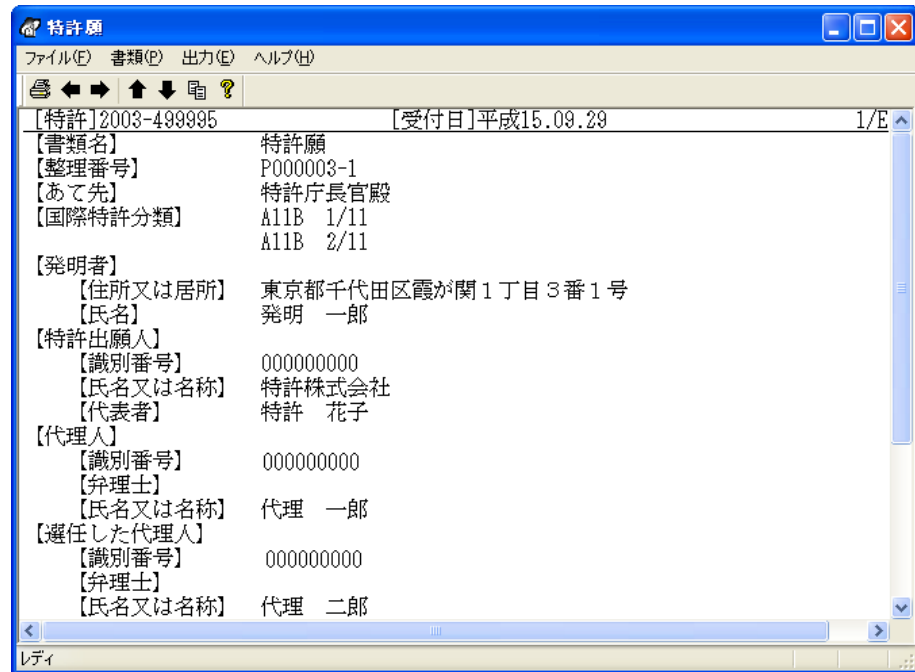 特許願
ファイル(F) 書類(P) 出力(E) ヘルプ(H)
[特許]2003-499995 [受付日]平成15.09.29 1/E
【書類名】 特許願
【整理番号】 P000003-1
【あて先】 特許庁長官殿
【国際特許分類】 A11B 1/11
A11B 2/11
【発明者】
【住所又は居所】 東京都千代田区霞が関1丁目3番1号
【氏名】 発明 一郎
【特許出願人】
【識別番号】 000000000
【氏名又は名称】 特許株式会社
【代表者】 特許 花子
【代理人】
【識別番号】 000000000
【弁理士】
【氏名又は名称】 代理 一郎
【選任した代理人】
【識別番号】 000000000
【弁理士】
【氏名又は名称】 代理 二郎
レディ